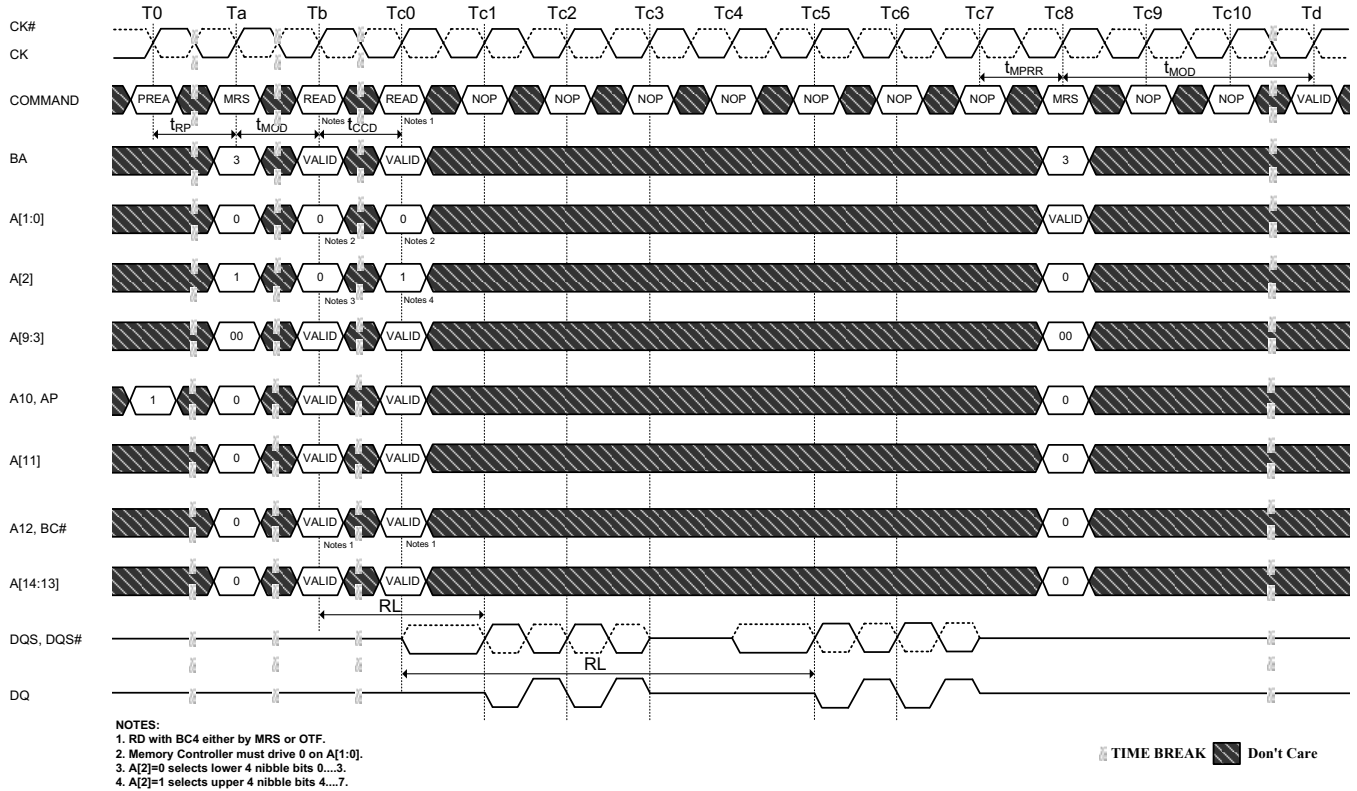 T0 Ta Tb Tc0 Tc1 Tc2 Tc3 Tc4 Tc5 Tc6 Tc7 Tc8 Tc9 Tc10 Td
CK#
CK
tMPRR tMOD
COMMAND PREA MRS READ READ NOP NOP NOP NOP NOP NOP NOP MRS NOP NOP VALID
Notes 1 Notes 1
tRP tMOD tCCD
BA 3 VALID VALID 3
A[1:0] 0 0 0 VALID
Notes 2 Notes 2
A[2] 1 0 1 0
Notes 3 Notes 4
A[9:3] 00 VALID VALID 00
A10, AP 1 0 VALID VALID 0
A[11] 0 VALID VALID 0
A12, BC# 0 VALID VALID 0
Notes 1 Notes 1
A[14:13] 0 VALID VALID 0
RL
DQS, DQS#
RL
DQ
NOTES:
1. RD with BC4 either by MRS or OTF.
2. Memory Controller must drive 0 on A[1:0].
3. A[2]=0 selects lower 4 nibble bits 0....3.
4. A[2]=1 selects upper 4 nibble bits 4....7.
TIME BREAK Don't Care